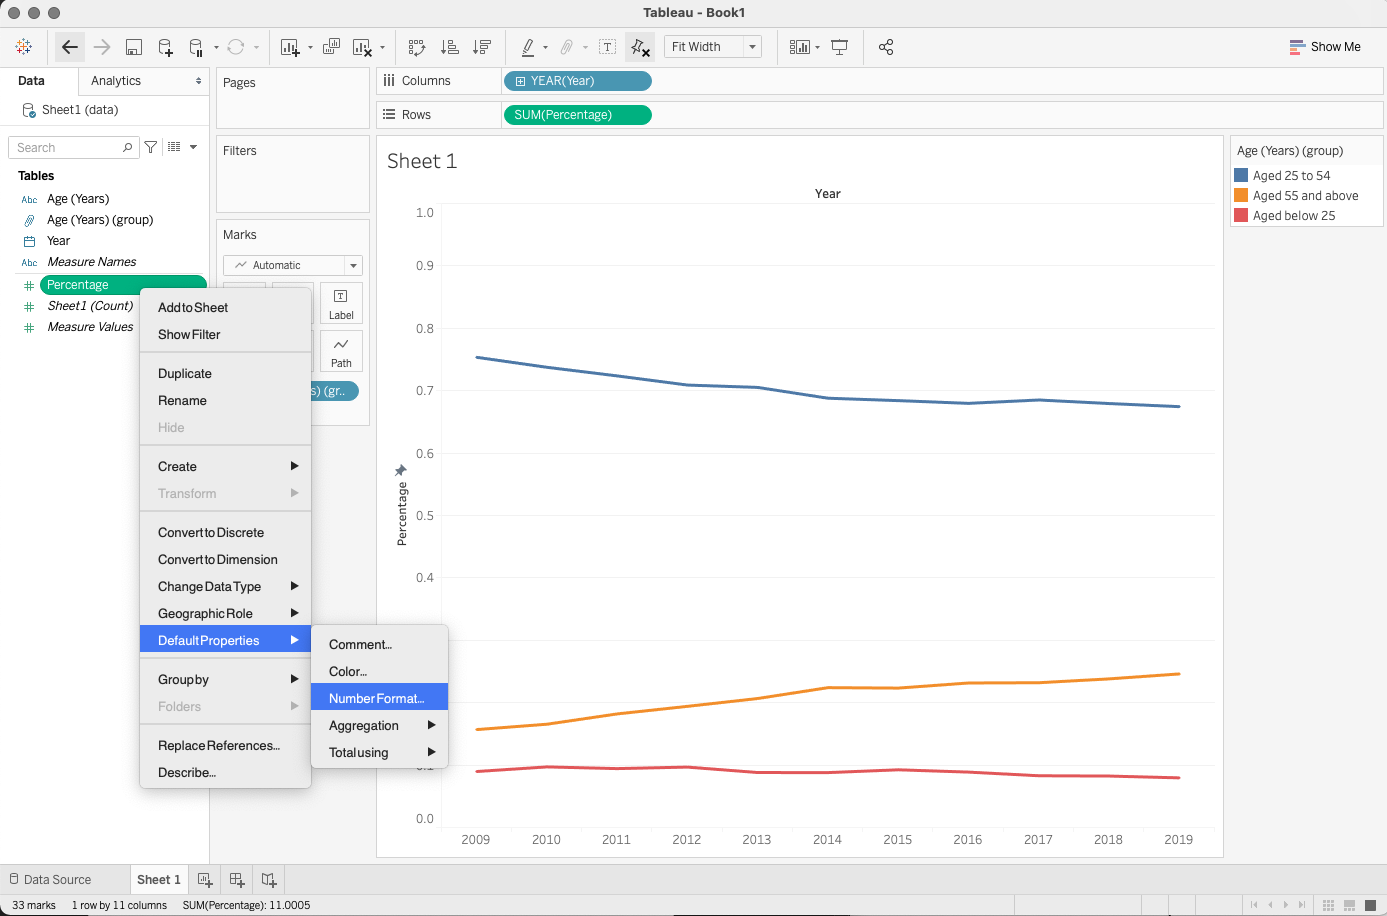 Tableau - Book1
Fit Width
Show Me
Data
Analytics
Sheet1 (data)
Search
Tables
Abc Age (Years)
Age (Years) (group)
Year
Abc Measure Names
# Percentage
# Sheet1 (Count)
# Measure Values
Add to Sheet
Show Filter
Duplicate
Rename
Hide
Create
Transform
Convert to Discrete
Convert to Dimension
Change Data Type
Geographic Role
Default Properties
Group by
Folders
Replace References...
Describe...
Comment...
Color...
Number Format...
Aggregation
Total using
Pages
Filters
Marks
Automatic
T
Label
Path
s) (gr..
Columns
YEAR(Year)
Rows
SUM(Percentage)
Sheet 1
Year
1.0
0.9
0.8
0.7
0.6
0.5
0.4
0.0
Percentage
2009 2010 2011 2012 2013 2014 2015 2016 2017 2018 2019
Age (Years) (group)
Aged 25 to 54
Aged 55 and above
Aged below 25
Data Source
Sheet 1
33 marks
1 row by 11 columns
SUM(Percentage): 11.0005